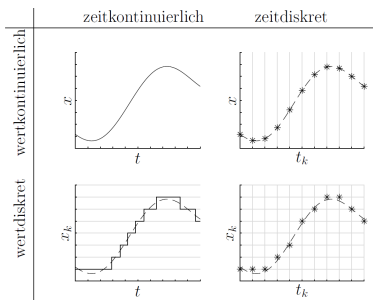 zeitkontinuierlich zeitdiskret
wertkontinuierlich
x
t
x
t_k
wertdiskret
x_k
t
x_k
t_k